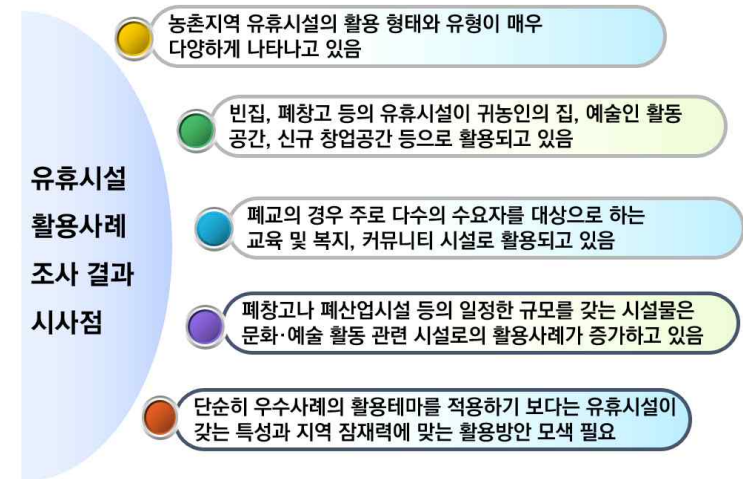 유휴시설
활용사례
조사 결과
시사점
농촌지역 유휴시설의 활용 형태와 유형이 매우
다양하게 나타나고 있음
빈집, 폐창고 등의 유휴시설이 귀농인의 집, 예술인 활동
공간, 신규 창업공간 등으로 활용되고 있음
폐교의 경우 주로 다수의 수요자를 대상으로 하는
교육 및 복지, 커뮤니티 시설로 활용되고 있음
폐창고나 폐산업시설 등의 일정한 규모를 갖는 시설물은
문화·예술 활동 관련 시설로의 활용사례가 증가하고 있음
단순히 우수사례의 활용테마를 적용하기 보다는 유휴시설이
갖는 특성과 지역 잠재력에 맞는 활용방안 모색 필요